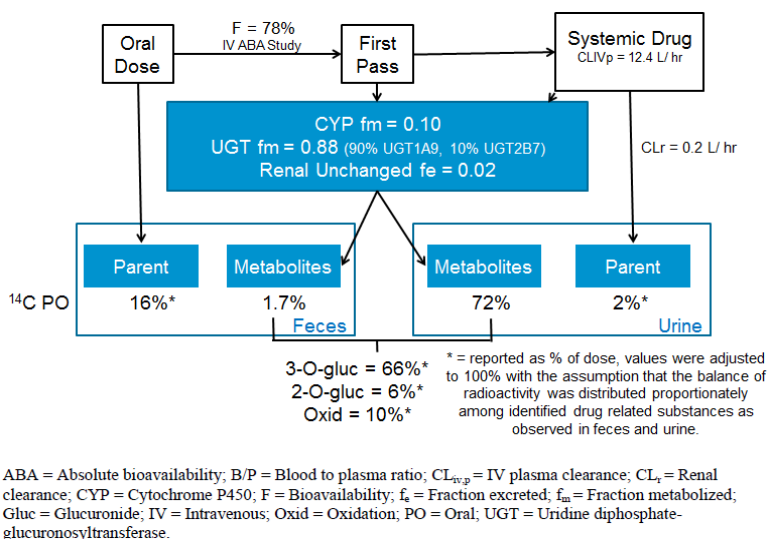 Oral
Dose
F = 78%
IV ABA Study
First
Pass
Systemic Drug
CLIVp = 12.4 L/ hr
CYP fm = 0.10
UGT fm = 0.88 (90% UGT1A9, 10% UGT2B7)
Renal Unchanged fe = 0.02
CLr = 0.2 L/ hr
Parent
Metabolites
Metabolites
Parent
14C PO
16%*
1.7%
72%
2%*
Feces
Urine
3-O-gluc = 66%*
2-O-gluc = 6%*
Oxid = 10%*
* = reported as % of dose, values were adjusted
to 100% with the assumption that the balance of
radioactivity was distributed proportionately
among identified drug related substances as
observed in feces and urine.
ABA = Absolute bioavailability; B/P = Blood to plasma ratio; CLiv,p = IV plasma clearance; CLr = Renal
clearance; CYP = Cytochrome P450; F = Bioavailability; fe = Fraction excreted; fm = Fraction metabolized;
Gluc = Glucuronide; IV = Intravenous; Oxid = Oxidation; PO = Oral; UGT = Uridine diphosphate-
glucuronosyltransferase.